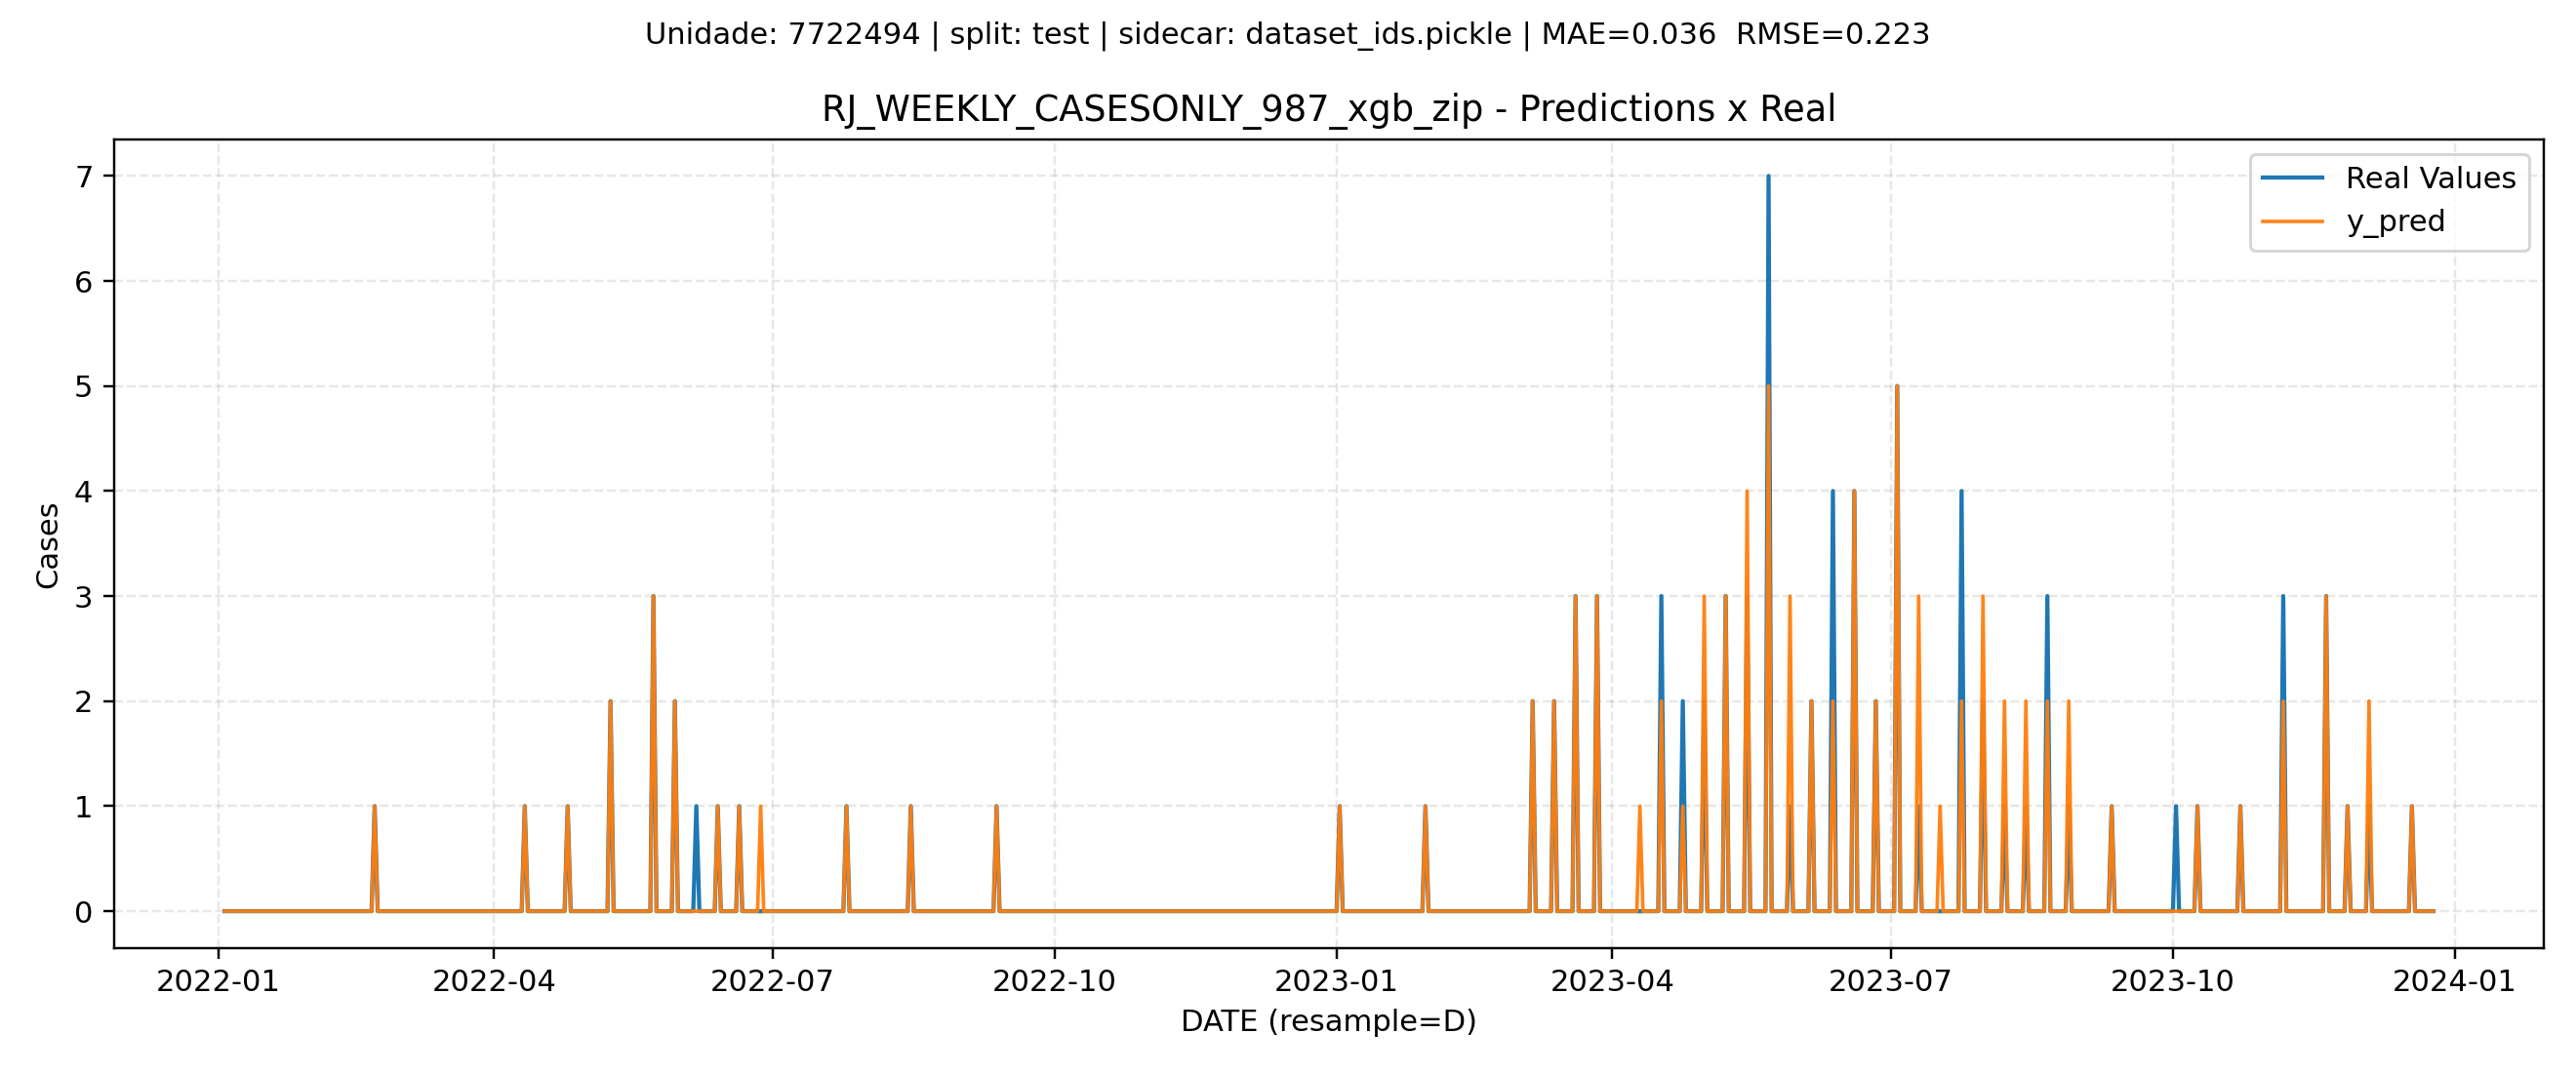 Unidade: 7722494 | split: test | sidecar: dataset_ids.pickle | MAE=0.036  RMSE=0.223
RJ_WEEKLY_CASESONLY_987_xgb_zip - Predictions x Real
Real Values
y_pred
7
6
5
4
3
2
1
0
Cases
2022-01
2022-04
2022-07
2022-10
2023-01
2023-04
2023-07
2023-10
2024-01
DATE (resample=D)